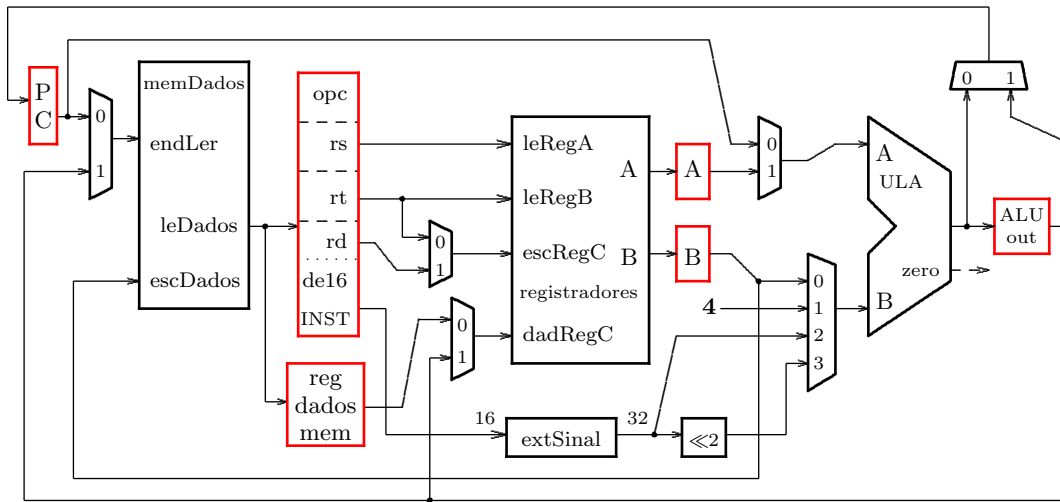 P
C
0
1
memDados
endLer
leDados
escDados
opc
rs
rt
rd
de16
INST
reg
dados
mem
0
1
0
1
leRegA
leRegB
escRegC
registradores
dadRegC
A
B
A
B
16
extSinal
32
≪2
0
1
4
0
1
2
3
A
ULA
zero
B
0 1
ALU
out